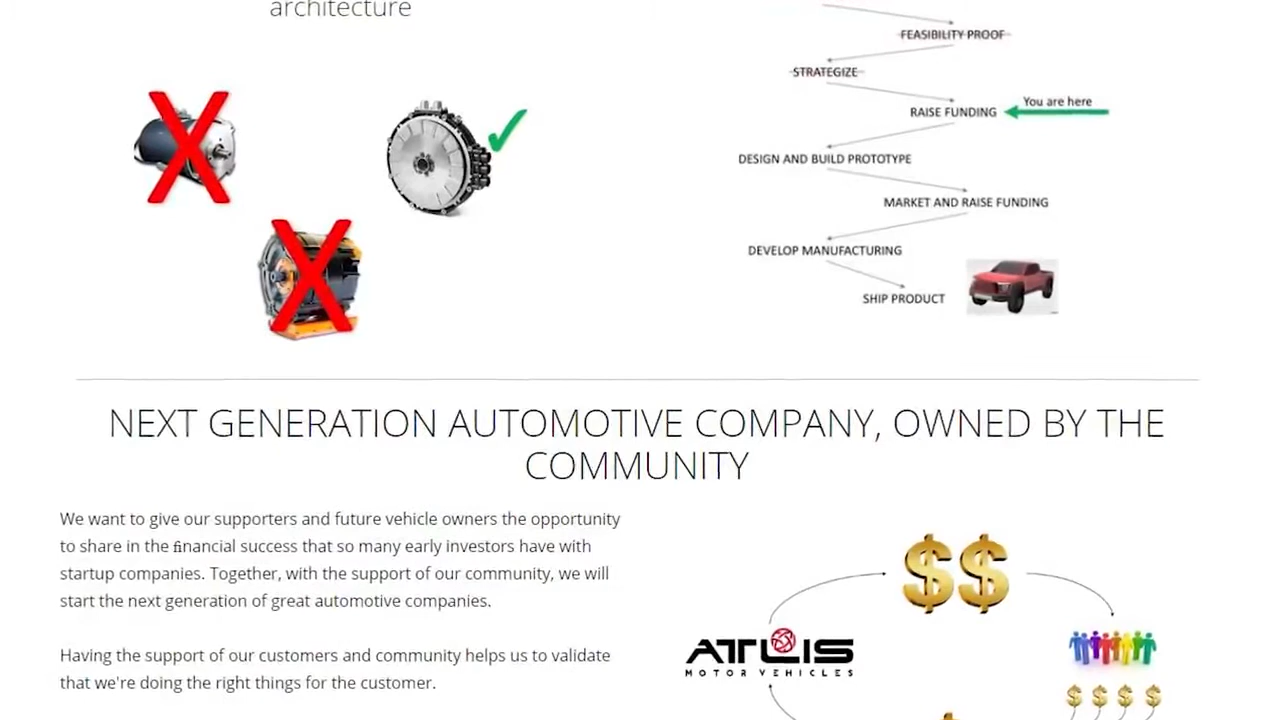 architecture
FEASIBILITY PROOF
STRATEGIZE
RAISE FUNDING
You are here
DESIGN AND BUILD PROTOTYPE
MARKET AND RAISE FUNDING
DEVELOP MANUFACTURING
SHIP PRODUCT
NEXT GENERATION AUTOMOTIVE COMPANY, OWNED BY THE
COMMUNITY
We want to give our supporters and future vehicle owners the opportunity
to share in the financial success that so many early investors have with
startup companies. Together, with the support of our community, we will
start the next generation of great automotive companies.
Having the support of our customers and community helps us to validate
that we're doing the right things for the customer.
$$
ATLIS
MOTOR VEHICLES
$ $ $ $